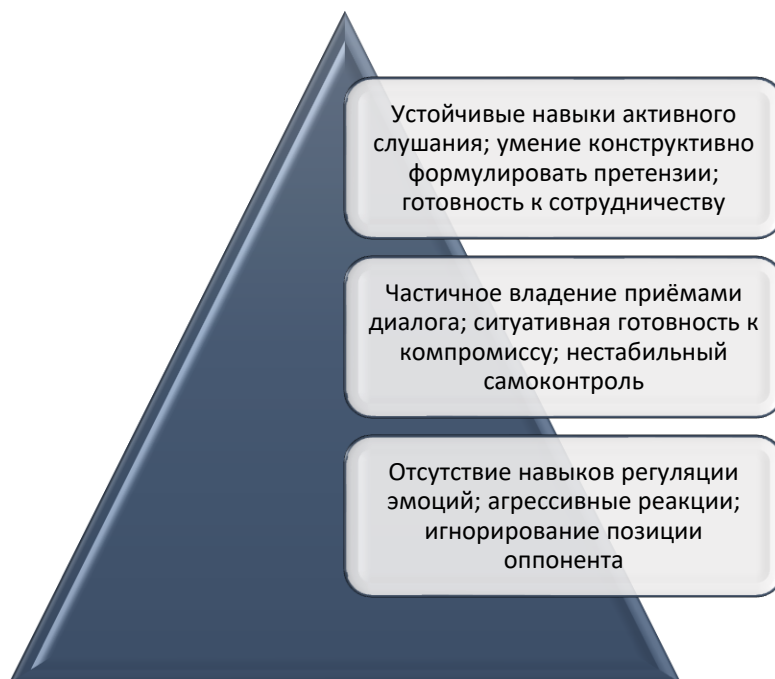 Устойчивые навыки активного
слушания; умение конструктивно
формулировать претензии;
готовность к сотрудничеству
Частичное владение приёмами
диалога; ситуативная готовность к
компромиссу; нестабильный
самоконтроль
Отсутствие навыков регуляции
эмоций; агрессивные реакции;
игнорирование позиции
оппонента